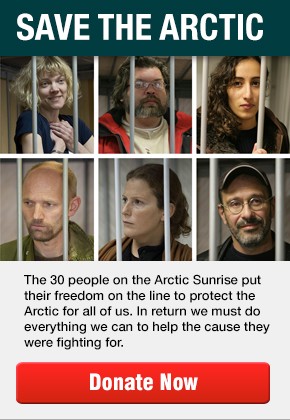 SAVE THE ARCTIC
The 30 people on the Arctic Sunrise put
their freedom on the line to protect the
Arctic for all of us. In return we must do
everything we can to help the cause they
were fighting for.
Donate Now